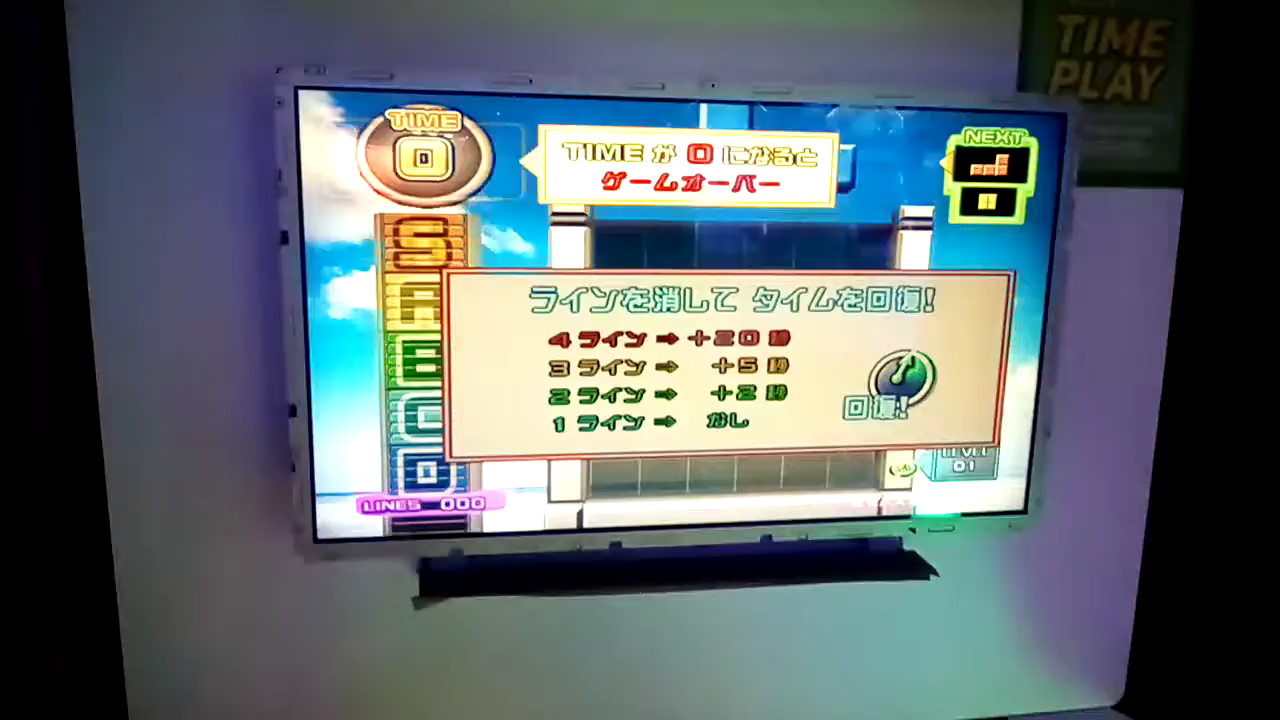 TIME
PLAY
TIME
0
TIME が 0 になると
ゲームオーバー
NEXT
S
A
B
C
D
ラインを消して タイムを回復!
4 ライン ⇒ +20 秒
3 ライン ⇒ +5 秒
2 ライン ⇒ +2 秒
1 ライン ⇒ なし
回復!
LEVEL
01
LINES 000